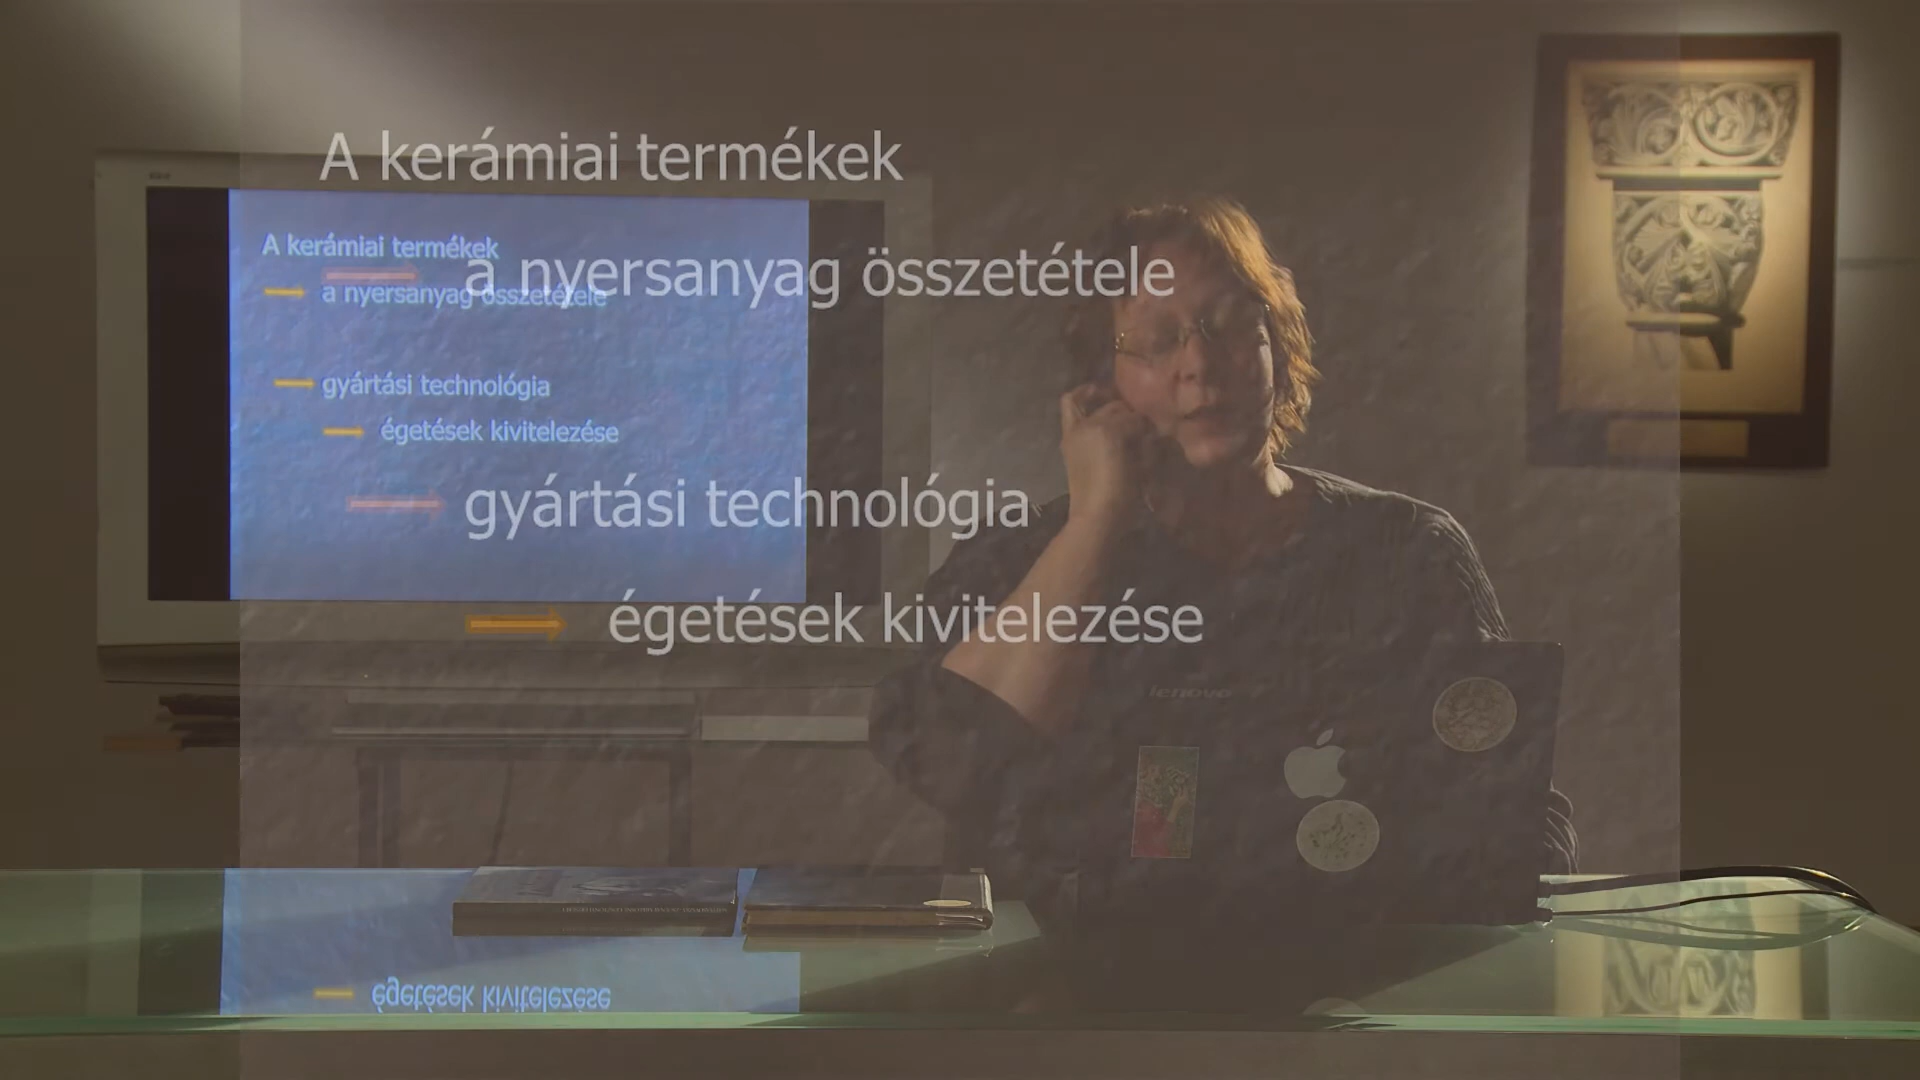 A kerámiai termékek
a nyersanyag összetétele
gyártási technológia
égetések kivitelezése
A kerámiai termékek
a nyersanyag összetétele
gyártási technológia
égetések kivitelezése
lenovo
égetések kivitelezése